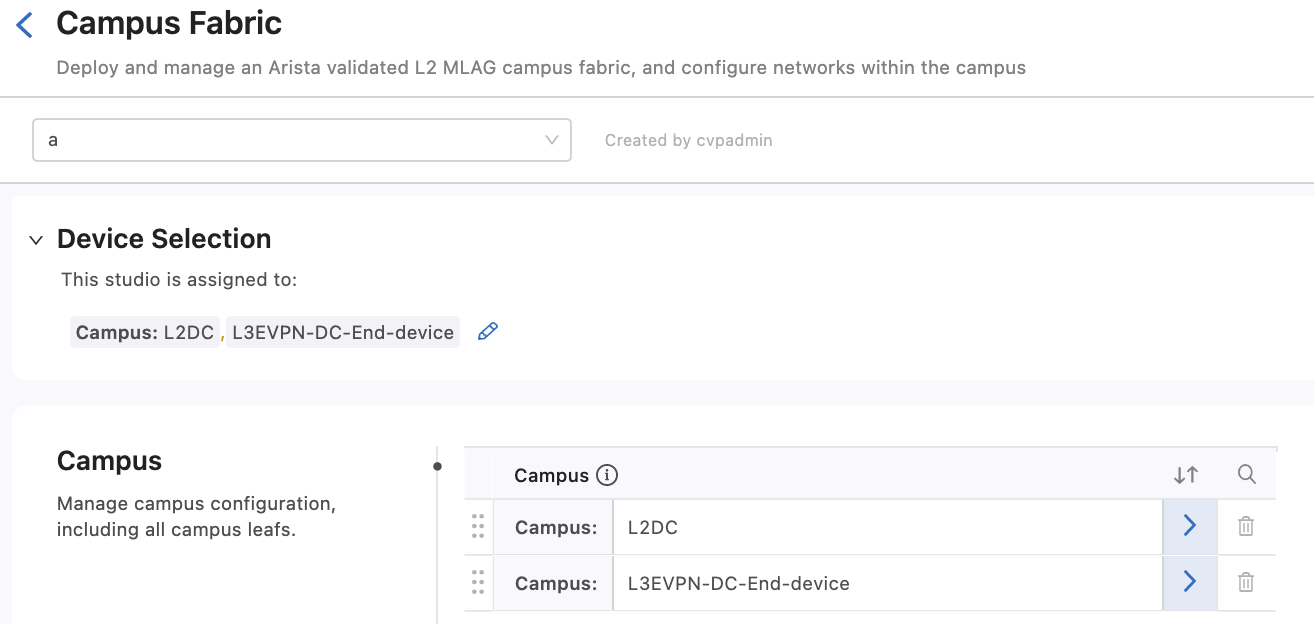 Campus Fabric
Deploy and manage an Arista validated L2 MLAG campus fabric, and configure networks within the campus
a
Created by cvpadmin
Device Selection
This studio is assigned to:
Campus: L2DC , L3EVPN-DC-End-device
Campus
Manage campus configuration,
including all campus leafs.
Campus
Campus: L2DC
Campus: L3EVPN-DC-End-device